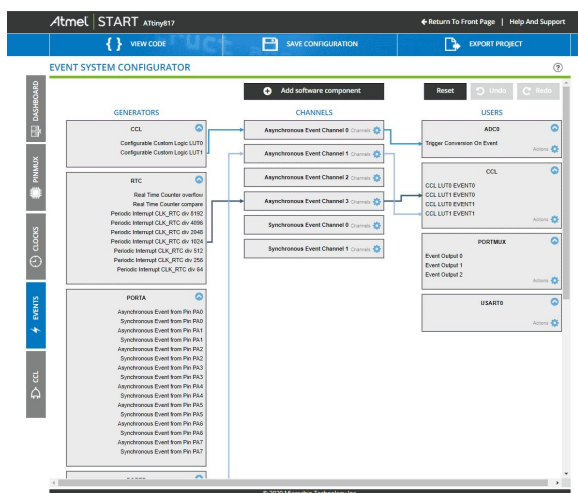 Atmel START ATtiny817
Return To Front Page | Help And Support
{ } VIEW CODE
SAVE CONFIGURATION
EXPORT PROJECT
EVENT SYSTEM CONFIGURATOR
?
DASHBOARD
PINMUX
CLOCKS
EVENTS
CCL
Add software component
Reset
Undo
Redo
GENERATORS
CCL
Configurable Custom Logic LUT0
Configurable Custom Logic LUT1
RTC
Real Time Counter overflow
Real Time Counter compare
Periodic Interrupt CLK_RTC div 8192
Periodic Interrupt CLK_RTC div 4096
Periodic Interrupt CLK_RTC div 2048
Periodic Interrupt CLK_RTC div 1024
Periodic Interrupt CLK_RTC div 512
Periodic Interrupt CLK_RTC div 256
Periodic Interrupt CLK_RTC div 64
PORTA
Asynchronous Event from Pin PA0
Synchronous Event from Pin PA0
Asynchronous Event from Pin PA1
Synchronous Event from Pin PA1
Asynchronous Event from Pin PA2
Synchronous Event from Pin PA2
Asynchronous Event from Pin PA3
Synchronous Event from Pin PA3
Asynchronous Event from Pin PA4
Synchronous Event from Pin PA4
Asynchronous Event from Pin PA5
Synchronous Event from Pin PA5
Asynchronous Event from Pin PA6
Synchronous Event from Pin PA6
Asynchronous Event from Pin PA7
Synchronous Event from Pin PA7
CHANNELS
Asynchronous Event Channel 0 Channels
Asynchronous Event Channel 1 Channels
Asynchronous Event Channel 2 Channels
Asynchronous Event Channel 3 Channels
Synchronous Event Channel 0 Channels
Synchronous Event Channel 1 Channels
USERS
ADC0
Trigger Conversion On Event
Actions
CCL
CCL LUT0 EVENT0
CCL LUT1 EVENT0
CCL LUT0 EVENT1
CCL LUT1 EVENT1
Actions
PORTMUX
Event Output 0
Event Output 1
Event Output 2
Actions
USART0
Actions
© 2020 Microchip Technology Inc.